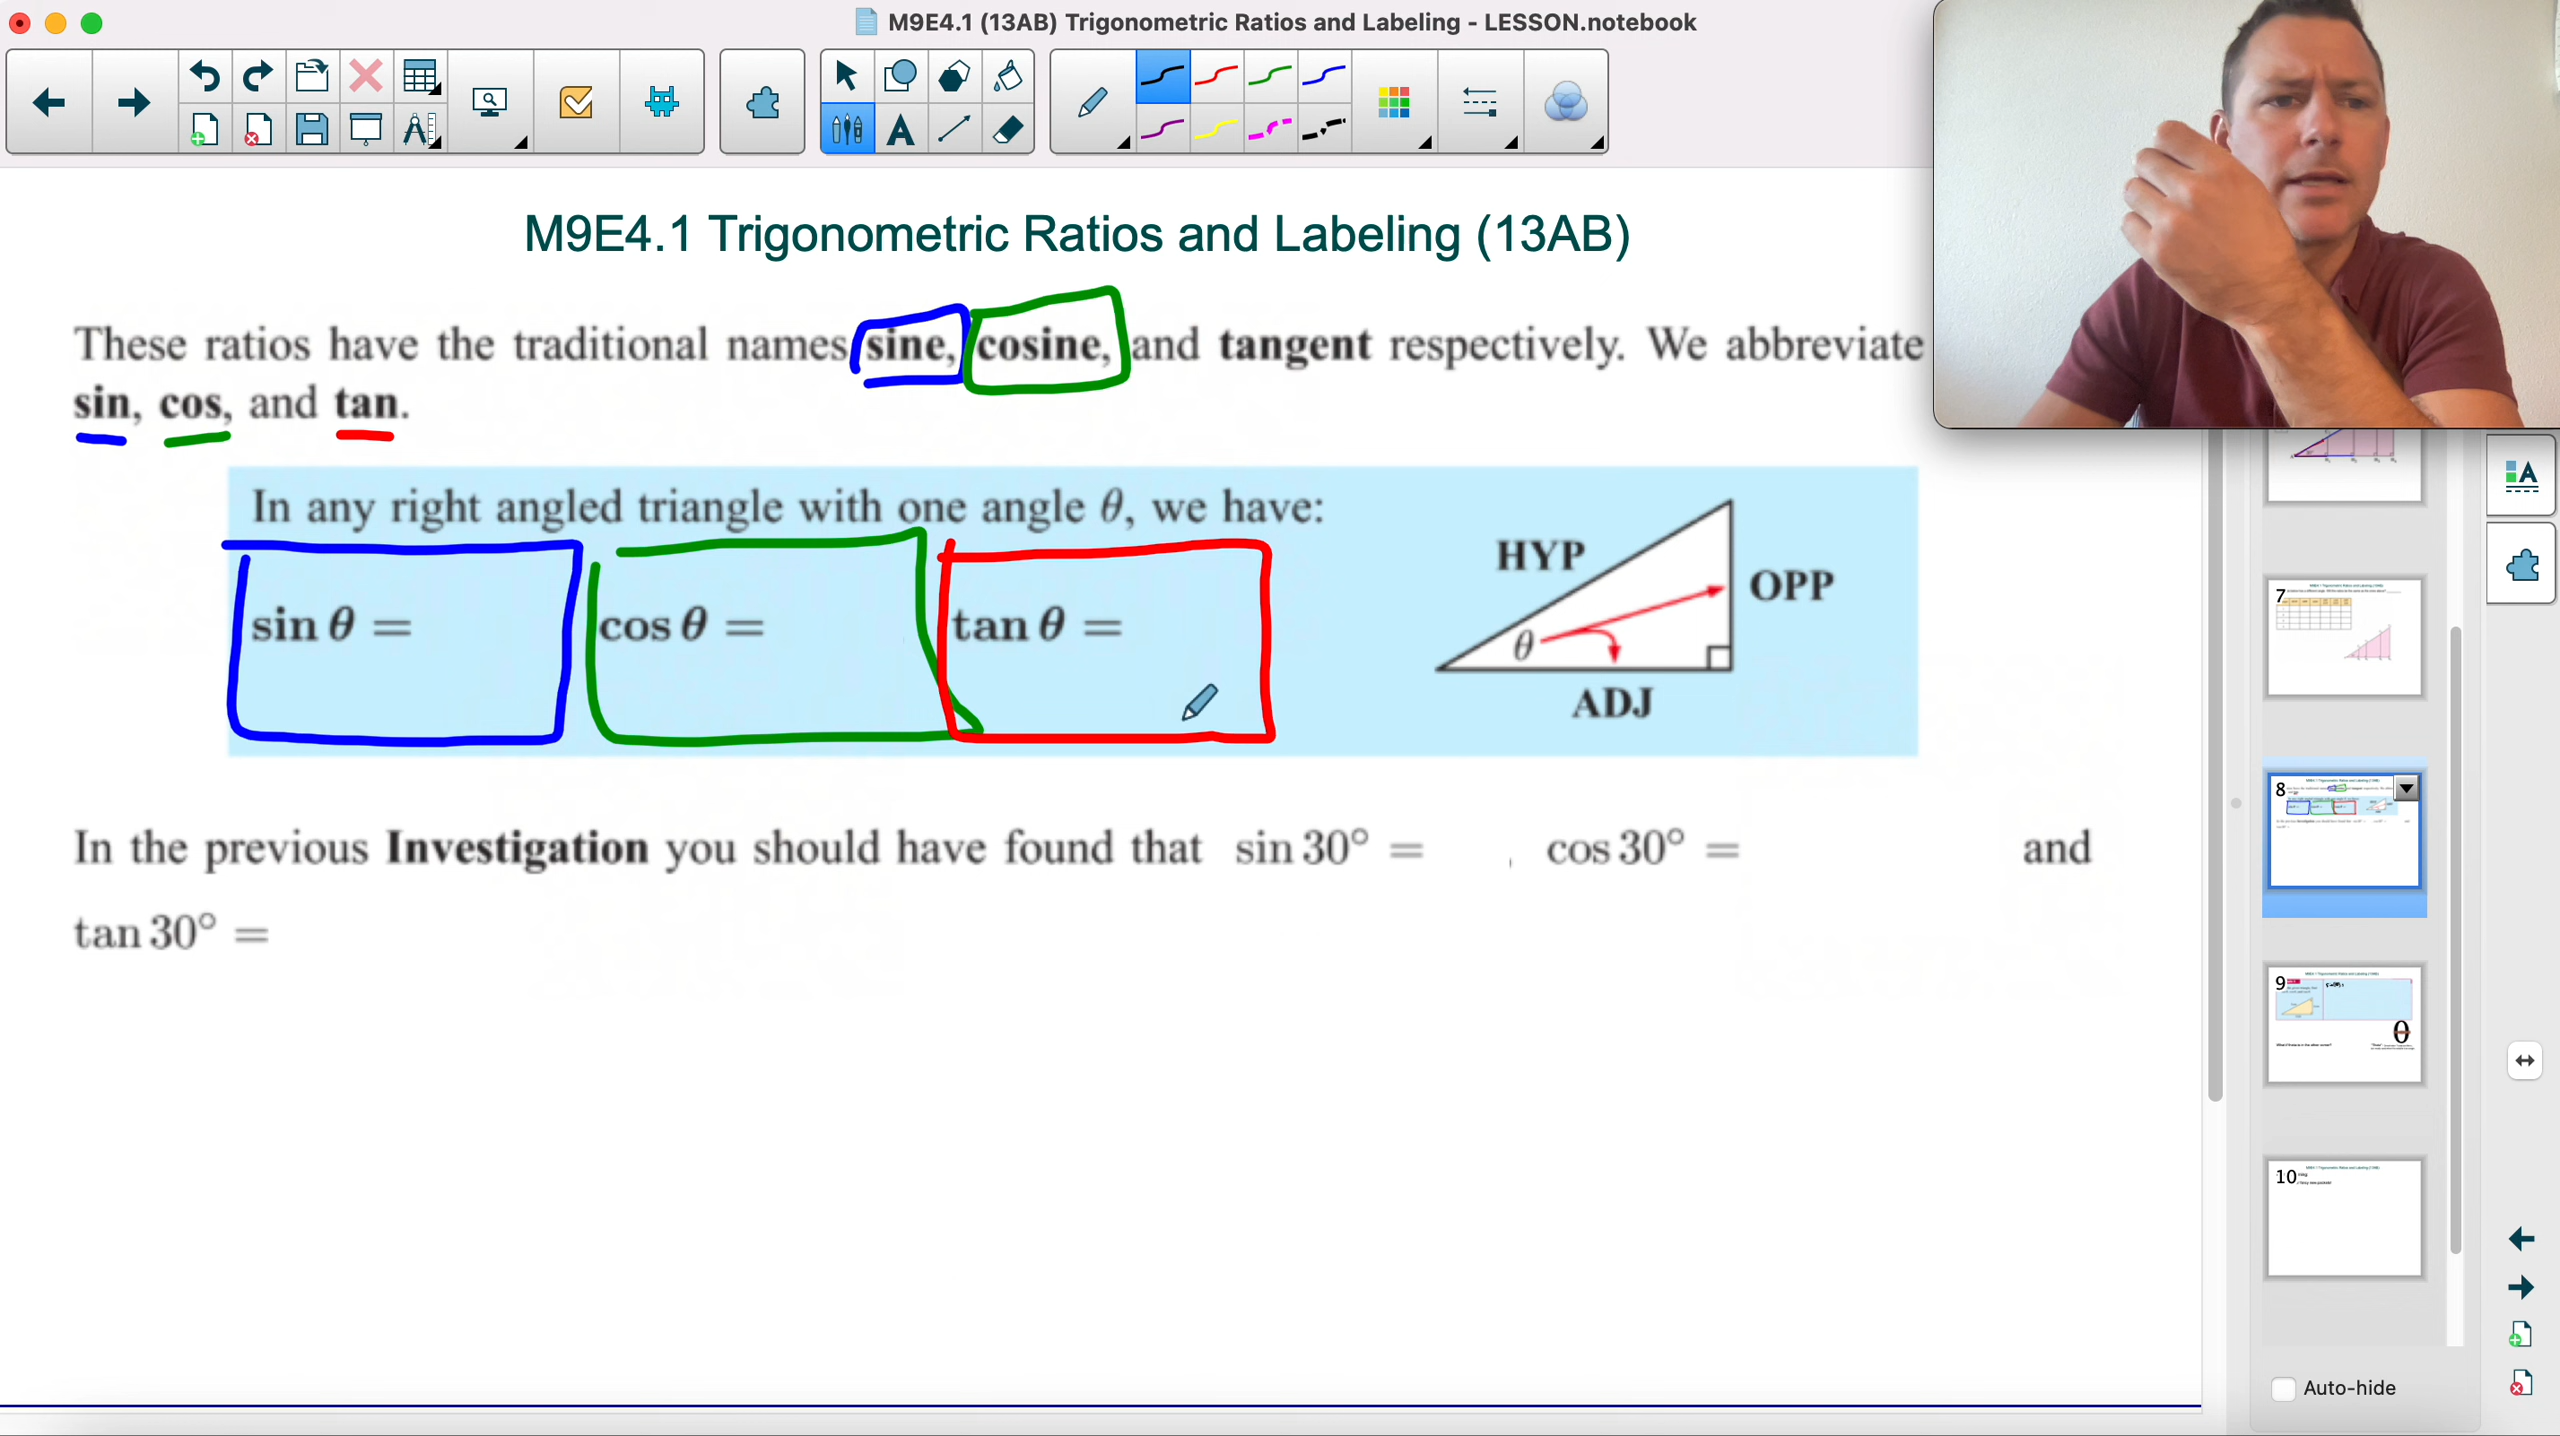 M9E4.1 (13AB) Trigonometric Ratios and Labeling - LESSON.notebook
M9E4.1 Trigonometric Ratios and Labeling (13AB)
These ratios have the traditional names sine, cosine, and tangent respectively. We abbreviate
sin, cos, and tan.
In any right angled triangle with one angle θ, we have:
sin θ = cos θ = tan θ =
HYP
OPP
θ
ADJ
In the previous Investigation you should have found that sin 30° = , cos 30° = and
tan 30° =
7
8
9
θ
10
Auto-hide